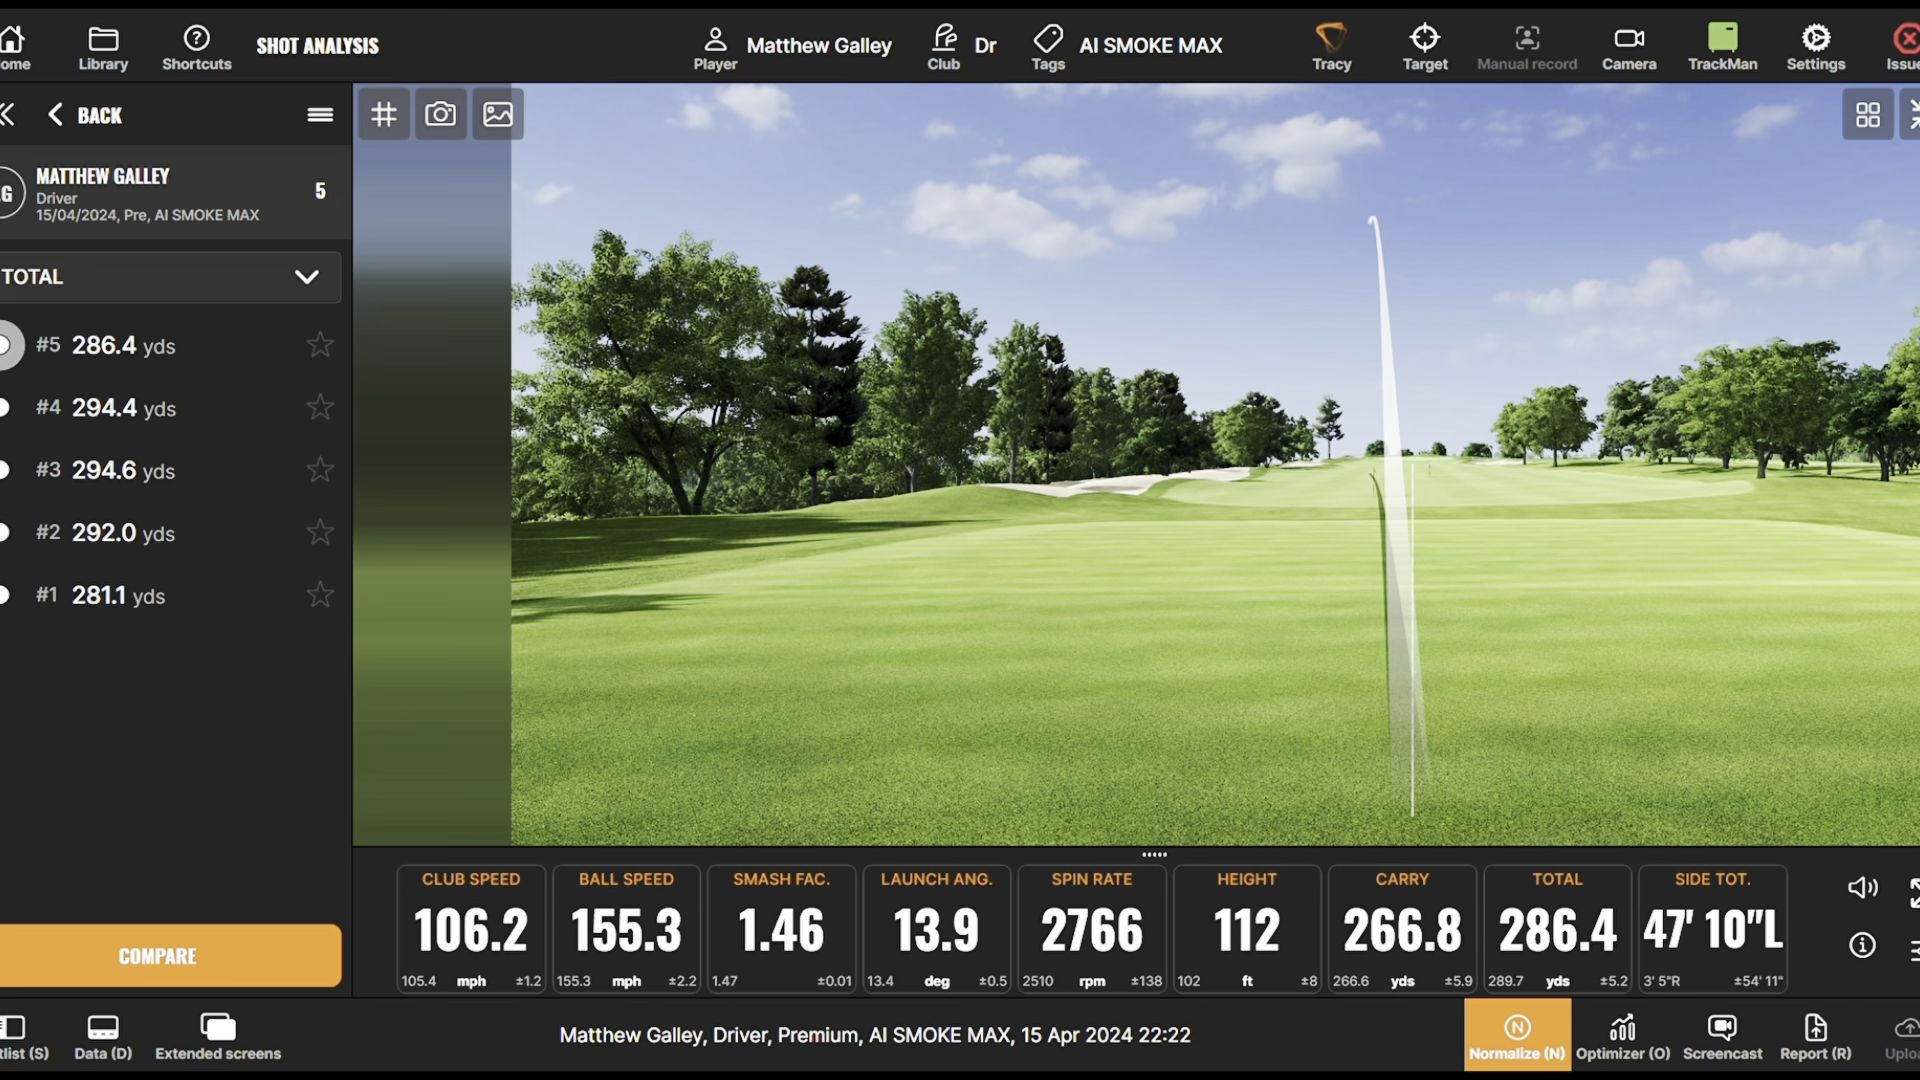 ome
Library
Shortcuts
SHOT ANALYSIS
Player
Matthew Galley
Club
Dr
Tags
AI SMOKE MAX
Tracy
Target
Manual record
Camera
TrackMan
Settings
Issue
BACK
G
MATTHEW GALLEY
Driver
15/04/2024, Pre, AI SMOKE MAX
5
TOTAL
#5 286.4 yds
#4 294.4 yds
#3 294.6 yds
#2 292.0 yds
#1 281.1 yds
COMPARE
CLUB SPEED
106.2
105.4 mph ±1.2
BALL SPEED
155.3
155.3 mph ±2.2
SMASH FAC.
1.46
1.47 ±0.01
LAUNCH ANG.
13.9
13.4 deg ±0.5
SPIN RATE
2766
2510 rpm ±138
HEIGHT
112
102 ft ±8
CARRY
266.8
266.6 yds ±5.9
TOTAL
286.4
289.7 yds ±5.2
SIDE TOT.
47' 10"L
3' 5"R ±54' 11"
tlist (S)
Data (D)
Extended screens
Matthew Galley, Driver, Premium, AI SMOKE MAX, 15 Apr 2024 22:22
N
Normalize (N)
Optimizer (O)
Screencast
Report (R)
Uploa